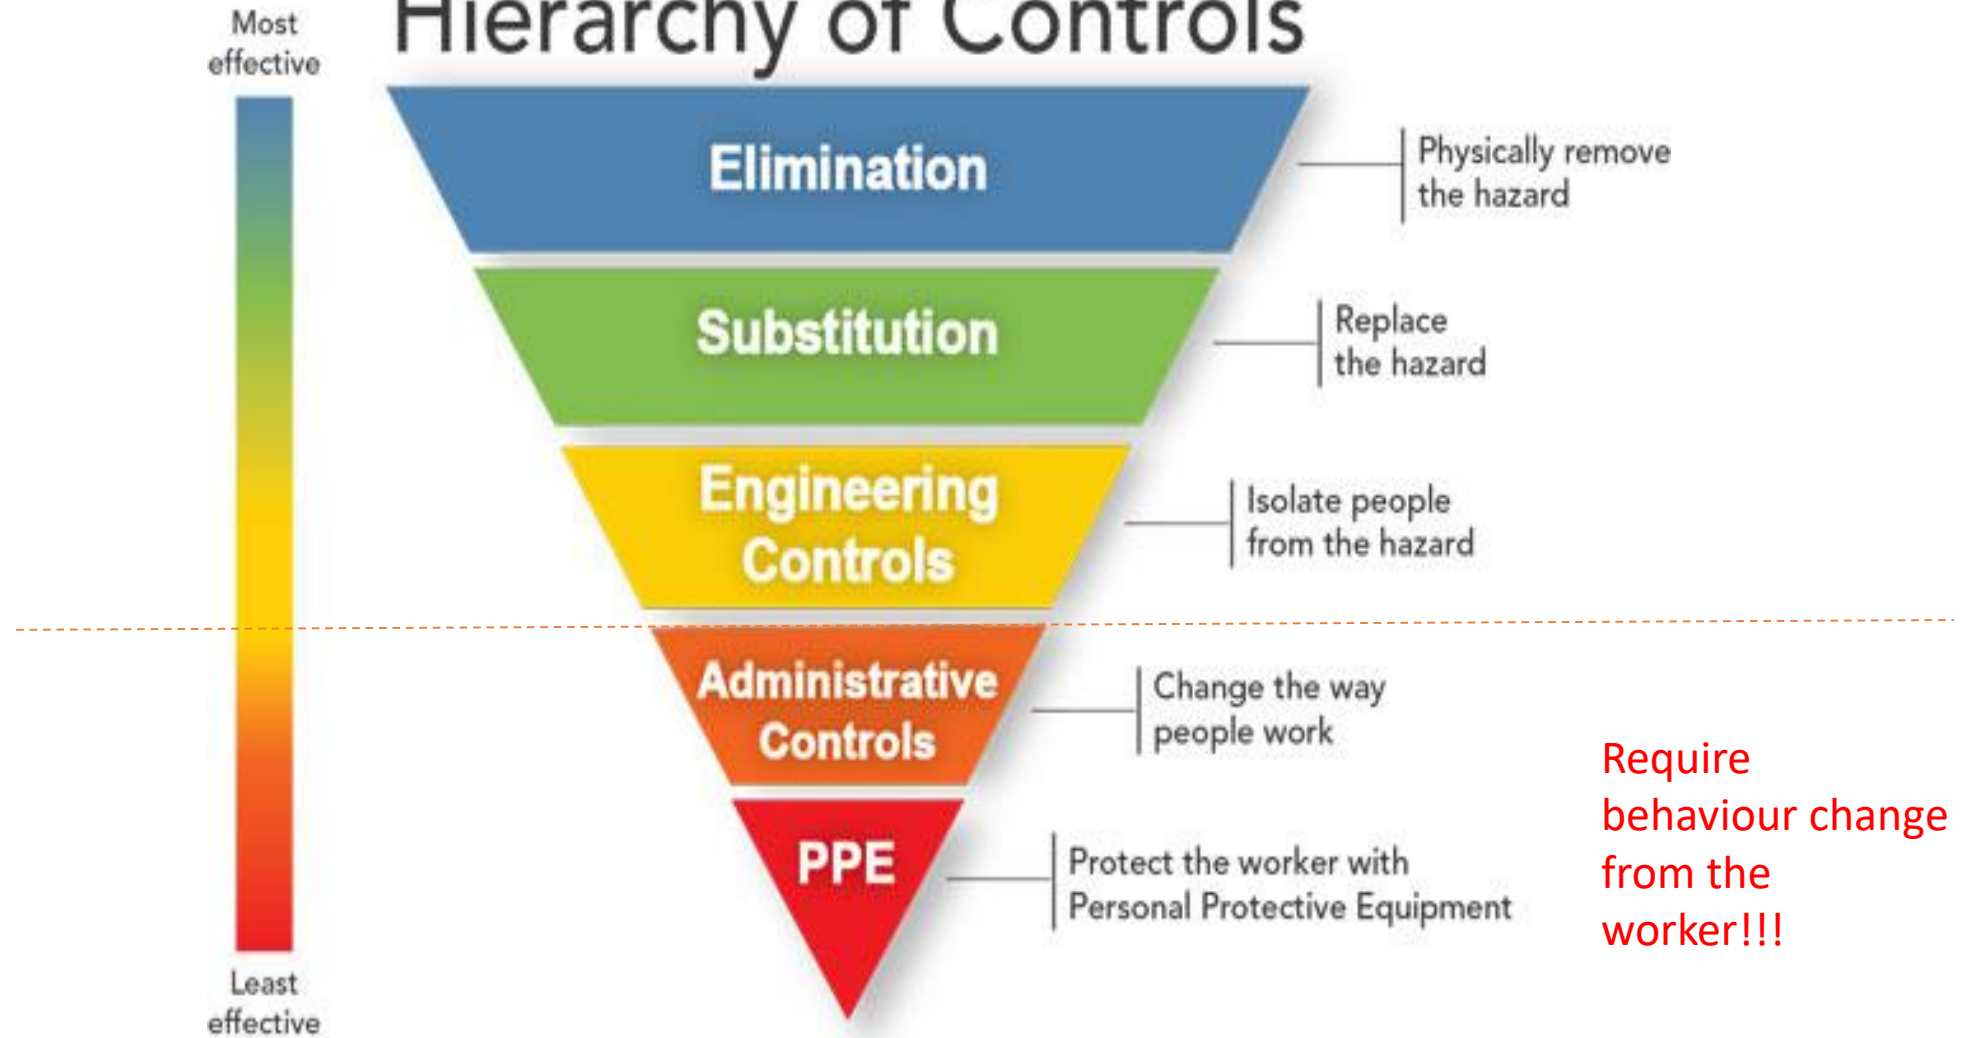 Hierarchy of Controls
Most
effective
Elimination
Physically remove
the hazard
Substitution
Replace
the hazard
Engineering
Controls
Isolate people
from the hazard
Administrative
Controls
Change the way
people work
Require
behaviour change
from the
worker!!!
PPE
Protect the worker with
Personal Protective Equipment
Least
effective